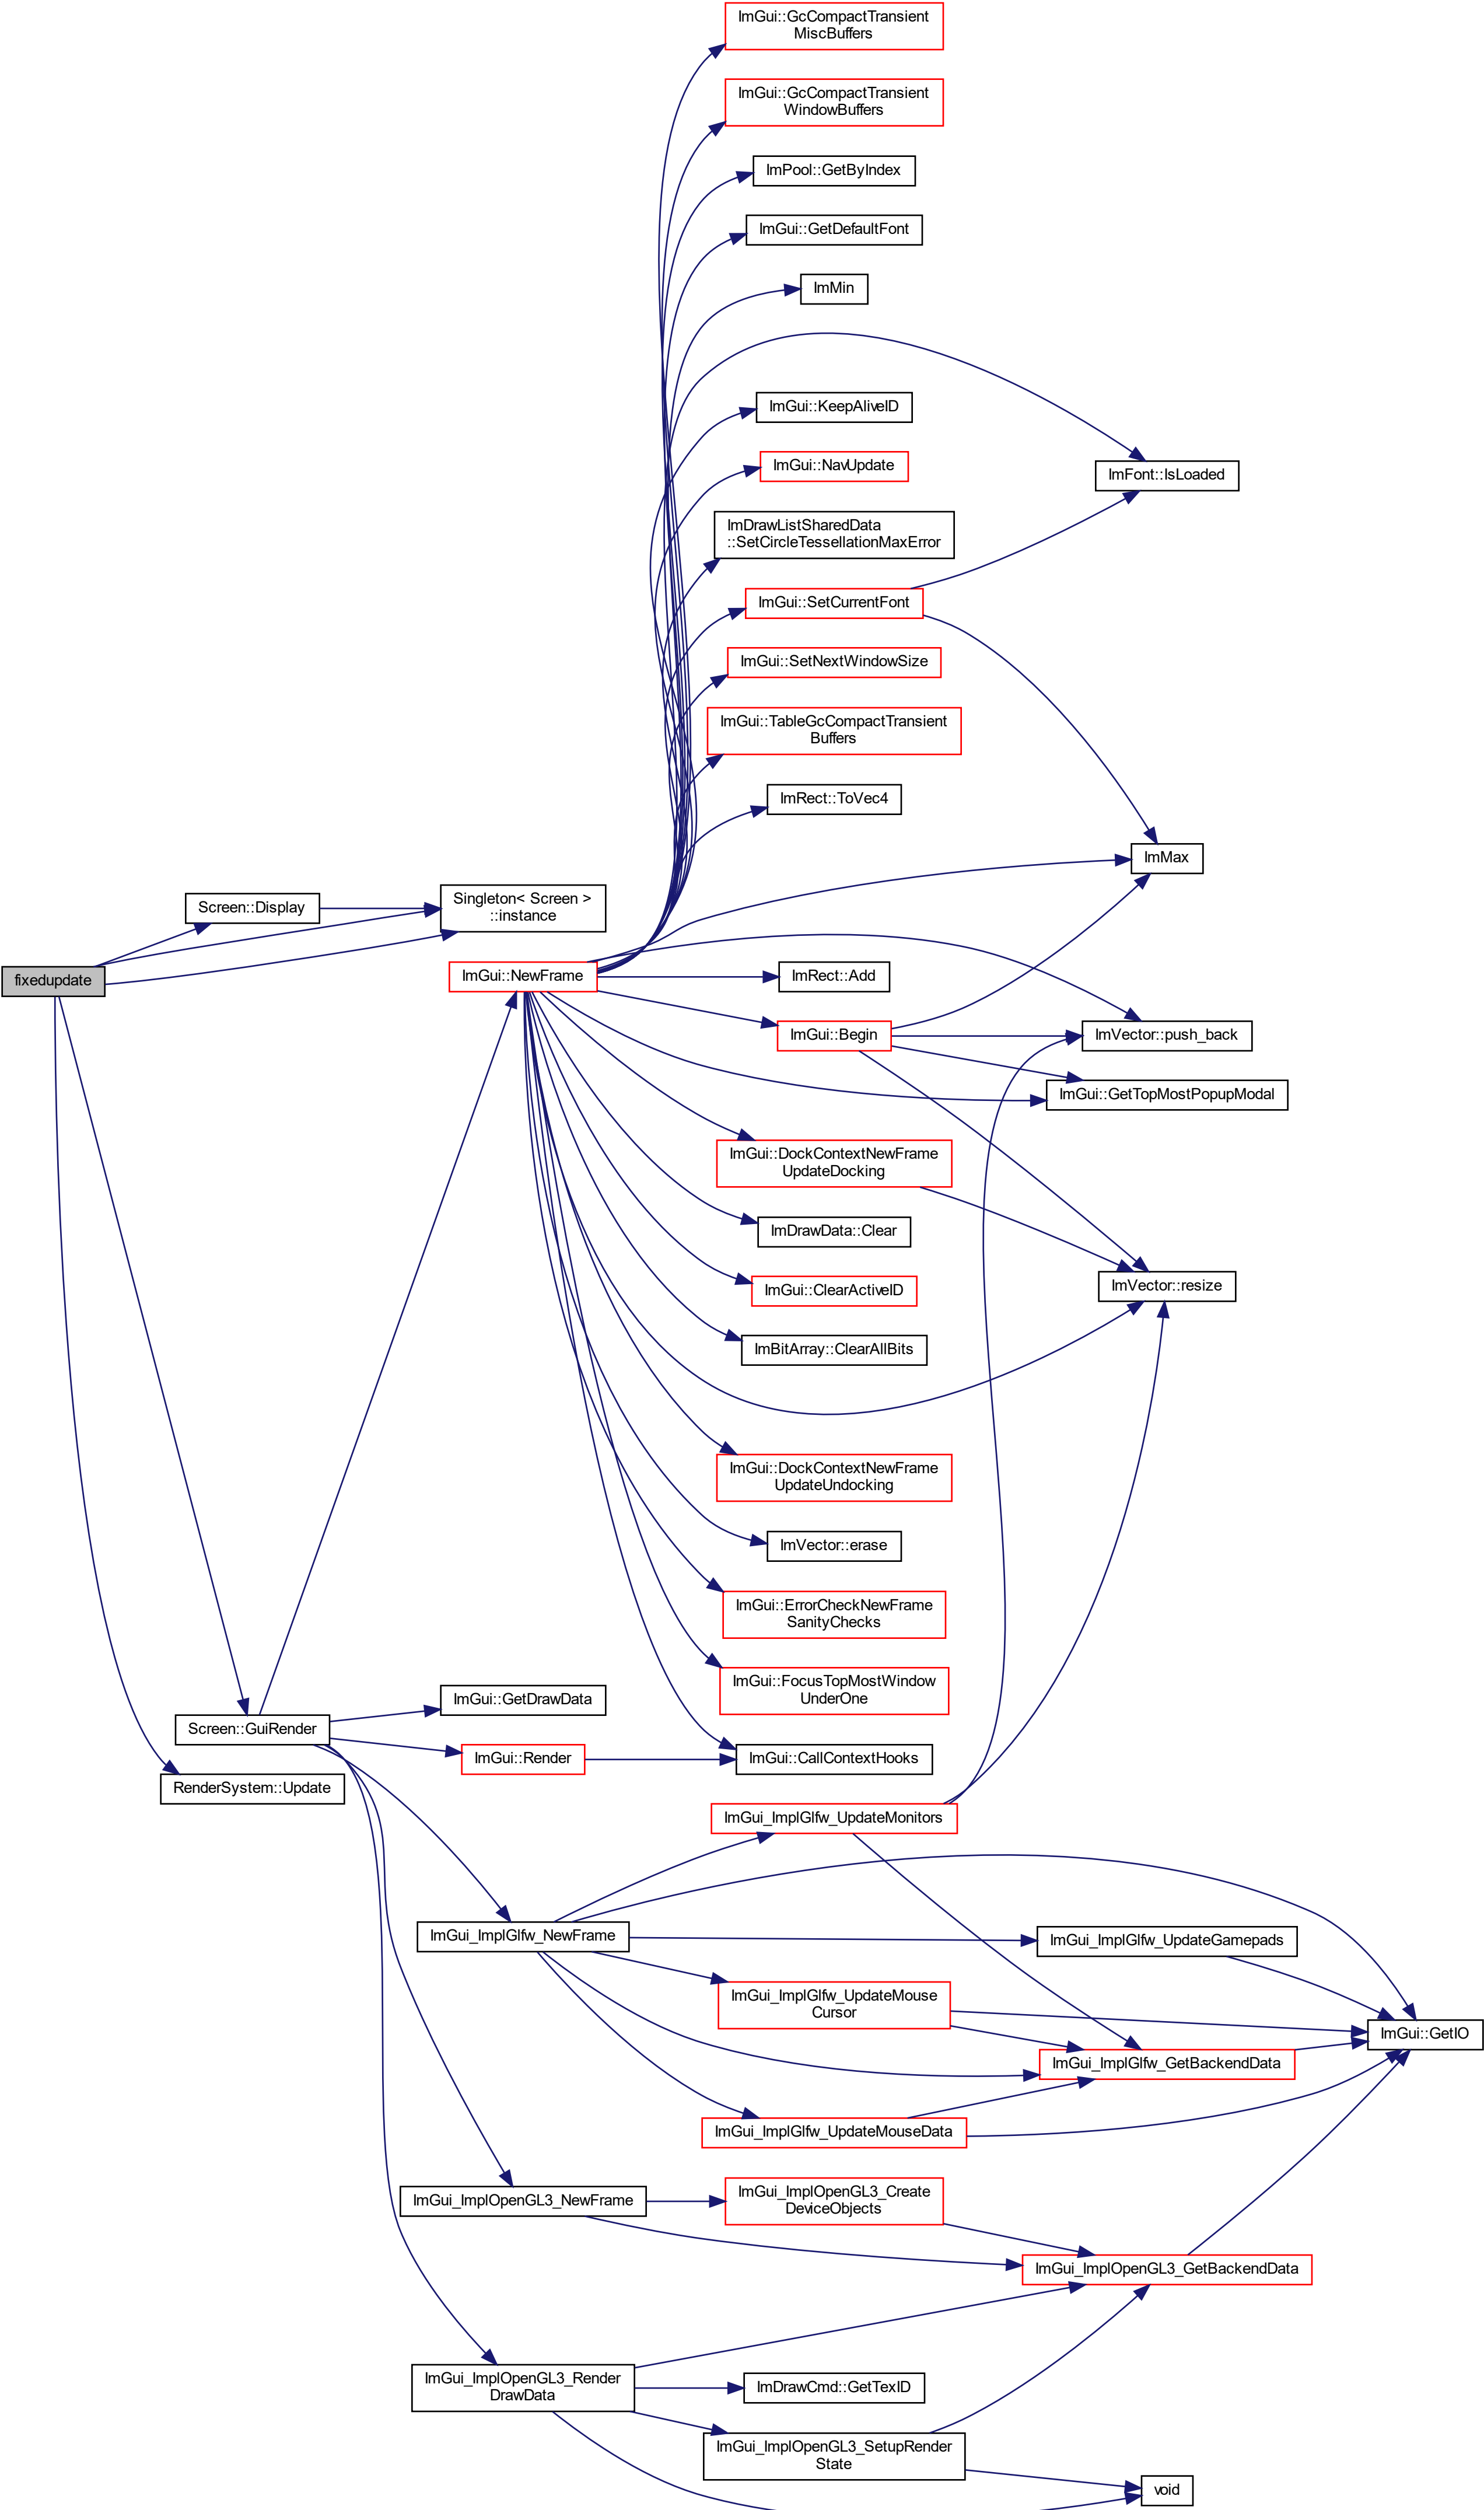 ImGui::GcCompactTransient
MiscBuffers
ImGui::GcCompactTransient
WindowBuffers
ImPool::GetByIndex
ImGui::GetDefaultFont
ImMin
ImGui::KeepAliveID
ImGui::NavUpdate
ImFont::IsLoaded
ImDrawListSharedData
::SetCircleTessellationMaxError
ImGui::SetCurrentFont
ImGui::SetNextWindowSize
ImGui::TableGcCompactTransient
Buffers
ImRect::ToVec4
ImMax
Screen::Display
Singleton< Screen >
::instance
fixedupdate
ImGui::NewFrame
ImRect::Add
ImGui::Begin
ImVector::push_back
ImGui::GetTopMostPopupModal
ImGui::DockContextNewFrame
UpdateDocking
ImDrawData::Clear
ImGui::ClearActiveID
ImVector::resize
ImBitArray::ClearAllBits
ImGui::DockContextNewFrame
UpdateUndocking
ImVector::erase
ImGui::ErrorCheckNewFrame
SanityChecks
ImGui::FocusTopMostWindow
UnderOne
ImGui::GetDrawData
Screen::GuiRender
ImGui::Render
ImGui::CallContextHooks
RenderSystem::Update
ImGui_ImplGlfw_UpdateMonitors
ImGui_ImplGlfw_NewFrame
ImGui_ImplGlfw_UpdateGamepads
ImGui_ImplGlfw_UpdateMouse
Cursor
ImGui::GetIO
ImGui_ImplGlfw_GetBackendData
ImGui_ImplGlfw_UpdateMouseData
ImGui_ImplOpenGL3_NewFrame
ImGui_ImplOpenGL3_Create
DeviceObjects
ImGui_ImplOpenGL3_GetBackendData
ImGui_ImplOpenGL3_Render
DrawData
ImDrawCmd::GetTexID
ImGui_ImplOpenGL3_SetupRender
State
void